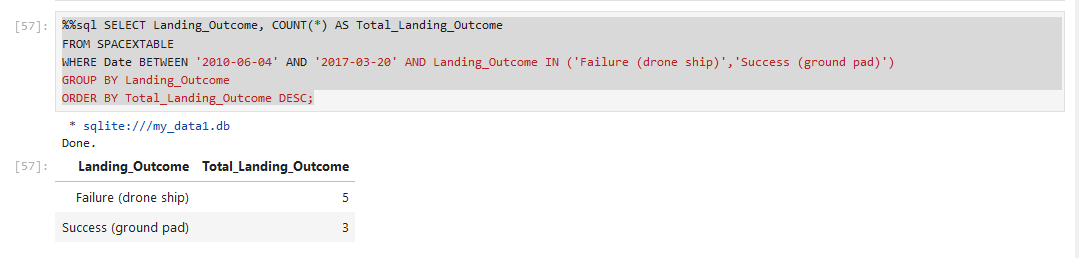 [57]: %%sql SELECT Landing_Outcome, COUNT(*) AS Total_Landing_Outcome
FROM SPACEXTABLE
WHERE Date BETWEEN '2010-06-04' AND '2017-03-20' AND Landing_Outcome IN ('Failure (drone ship)','Success (ground pad)')
GROUP BY Landing_Outcome
ORDER BY Total_Landing_Outcome DESC;
* sqlite:///my_data1.db
Done.
[57]: Landing_Outcome Total_Landing_Outcome
Failure (drone ship) 5
Success (ground pad) 3